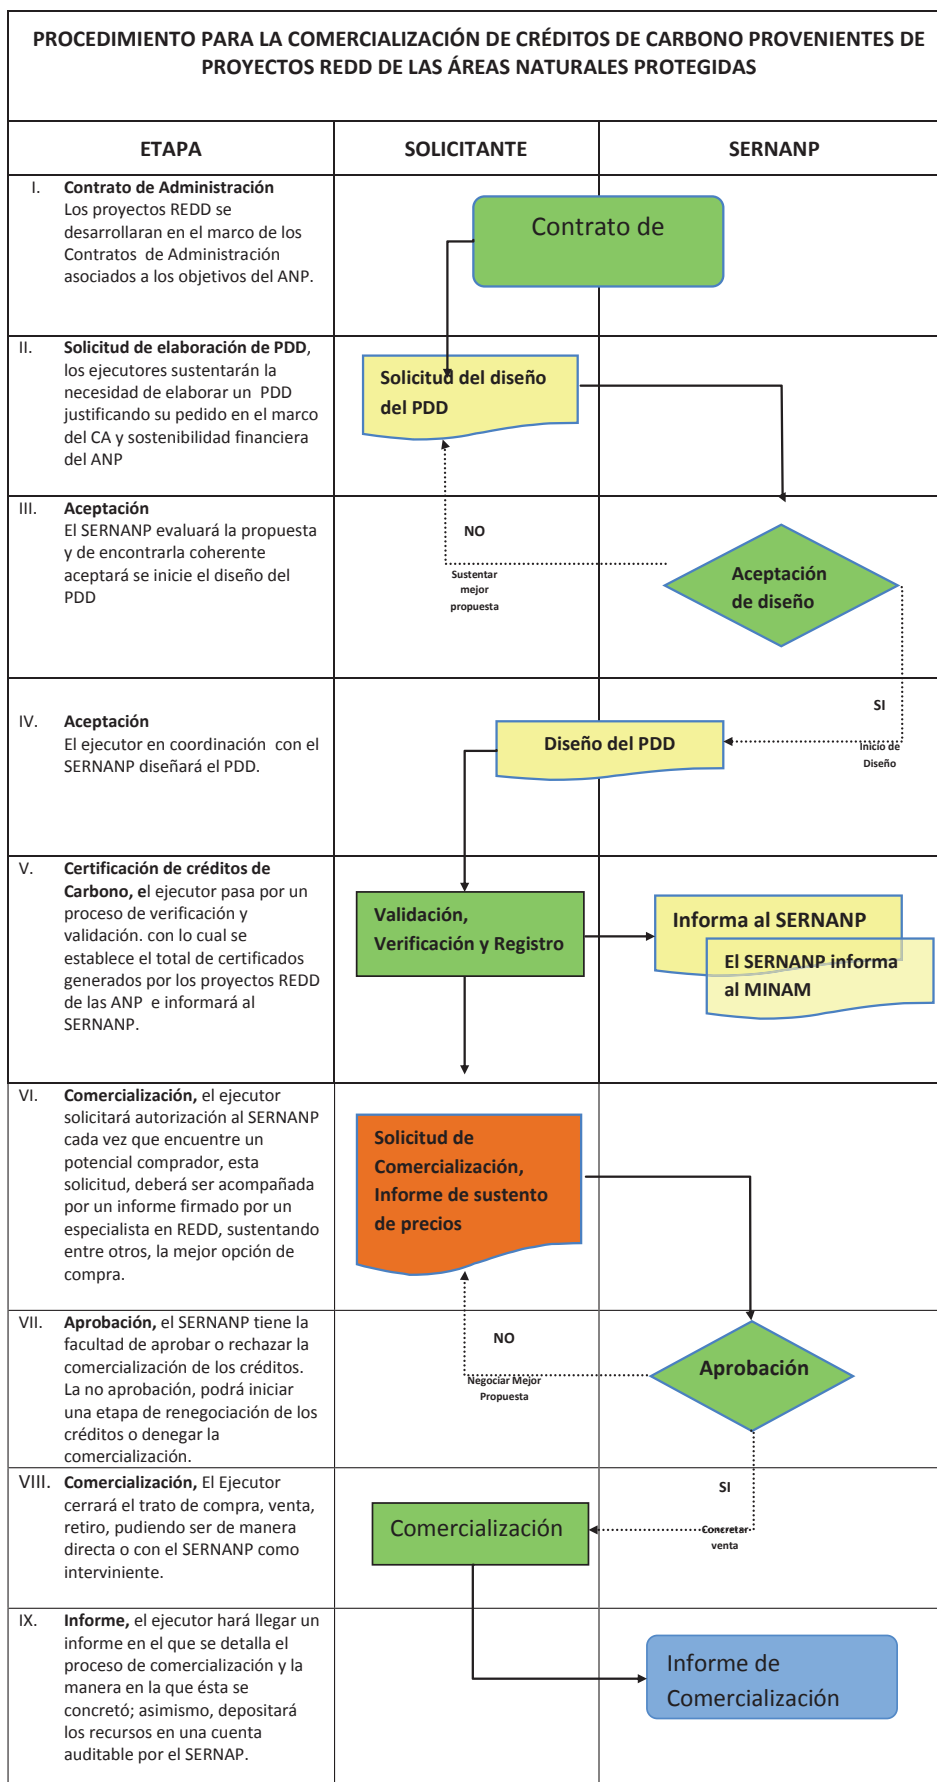 PROCEDIMIENTO PARA LA COMERCIALIZACIÓN DE CRÉDITOS DE CARBONO PROVENIENTES DE
PROYECTOS REDD DE LAS ÁREAS NATURALES PROTEGIDAS
ETAPA
SOLICITANTE
SERNANP
I. Contrato de Administración
Los proyectos REDD se
desarrollaran en el marco de los
Contratos de Administración
asociados a los objetivos del ANP.
Contrato de
II. Solicitud de elaboración de PDD,
los ejecutores sustentarán la
necesidad de elaborar un PDD
justificando su pedido en el marco
del CA y sostenibilidad financiera
del ANP
Solicitud del diseño
del PDD
III. Aceptación
El SERNANP evaluará la propuesta
y de encontrarla coherente
aceptará se inicie el diseño del
PDD
NO
Sustentar
mejor
propuesta
Aceptación
de diseño
IV. Aceptación
El ejecutor en coordinación con el
SERNANP diseñará el PDD.
Diseño del PDD
SI
Inicio de
Diseño
V. Certificación de créditos de
Carbono, el ejecutor pasa por un
proceso de verificación y
validación. con lo cual se
establece el total de certificados
generados por los proyectos REDD
de las ANP e informará al
SERNANP.
Validación,
Verificación y Registro
Informa al SERNANP
El SERNANP informa
al MINAM
VI. Comercialización, el ejecutor
solicitará autorización al SERNANP
cada vez que encuentre un
potencial comprador, esta
solicitud, deberá ser acompañada
por un informe firmado por un
especialista en REDD, sustentando
entre otros, la mejor opción de
compra.
Solicitud de
Comercialización,
Informe de sustento
de precios
VII. Aprobación, el SERNANP tiene la
facultad de aprobar o rechazar la
comercialización de los créditos.
La no aprobación, podrá iniciar
una etapa de renegociación de los
créditos o denegar la
comercialización.
NO
Negociar Mejor
Propuesta
Aprobación
VIII. Comercialización, El Ejecutor
cerrará el trato de compra, venta,
retiro, pudiendo ser de manera
directa o con el SERNANP como
interviniente.
Comercialización
SI
Concretar
venta
IX. Informe, el ejecutor hará llegar un
informe en el que se detalla el
proceso de comercialización y la
manera en la que ésta se
concretó; asimismo, depositará
los recursos en una cuenta
auditable por el SERNAP.
Informe de
Comercialización